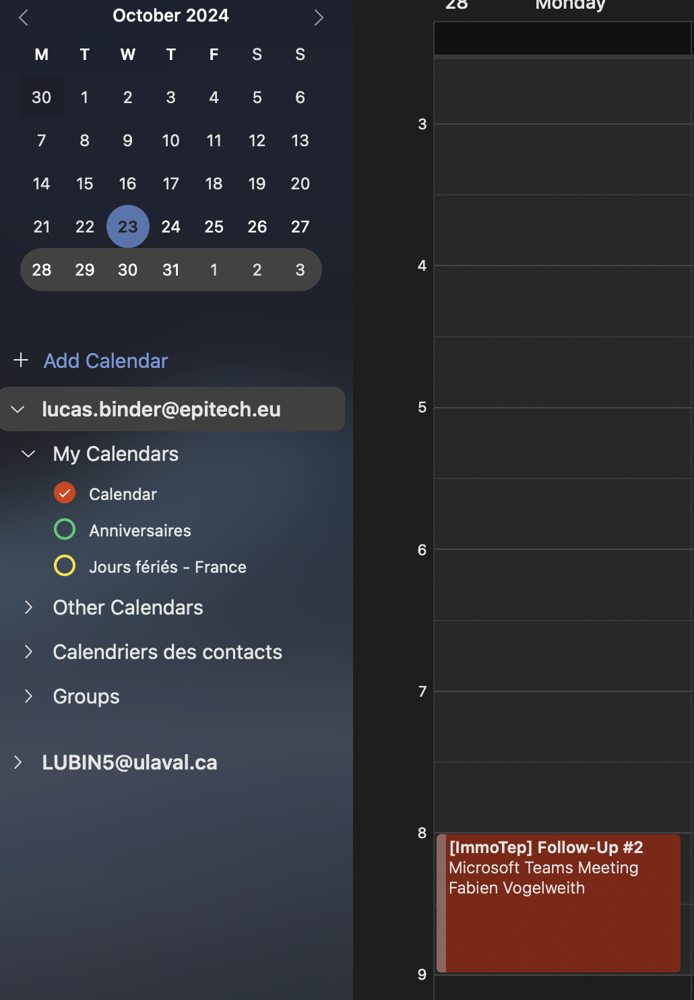 October 2024
M T W T F S S
30 1 2 3 4 5 6
7 8 9 10 11 12 13
14 15 16 17 18 19 20
21 22 23 24 25 26 27
28 29 30 31 1 2 3
Add Calendar
lucas.binder@epitech.eu
My Calendars
Calendar
Anniversaires
Jours fériés - France
Other Calendars
Calendriers des contacts
Groups
LUBIN5@ulaval.ca
28 Monday
3
4
5
6
7
8
[ImmoTep] Follow-Up #2
Microsoft Teams Meeting
Fabien Vogelweith
9